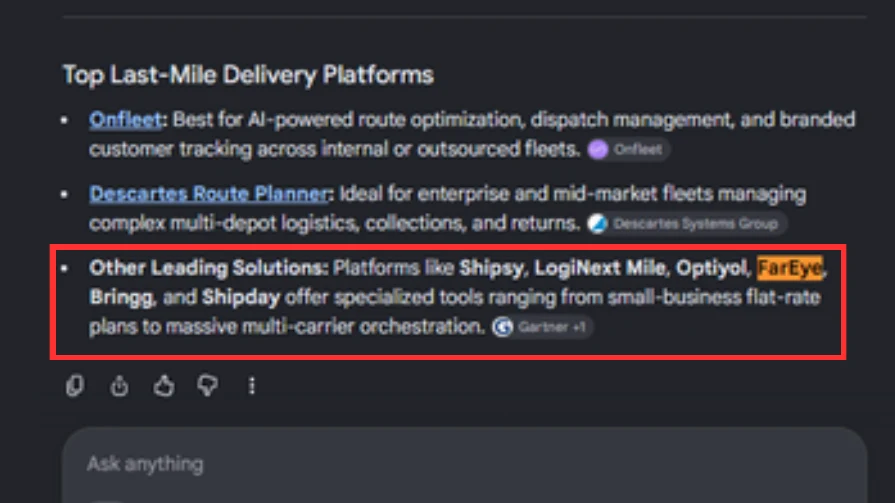 Top Last-Mile Delivery Platforms
• Onfleet: Best for AI-powered route optimization, dispatch management, and branded
customer tracking across internal or outsourced fleets. Onfleet
• Descartes Route Planner: Ideal for enterprise and mid-market fleets managing
complex multi-depot logistics, collections, and returns. Descartes Systems Group
• Other Leading Solutions: Platforms like Shipsy, LogiNext Mile, Optiyol, FarEye,
Bringg, and Shipday offer specialized tools ranging from small-business flat-rate
plans to massive multi-carrier orchestration. Gartner +1
Ask anything